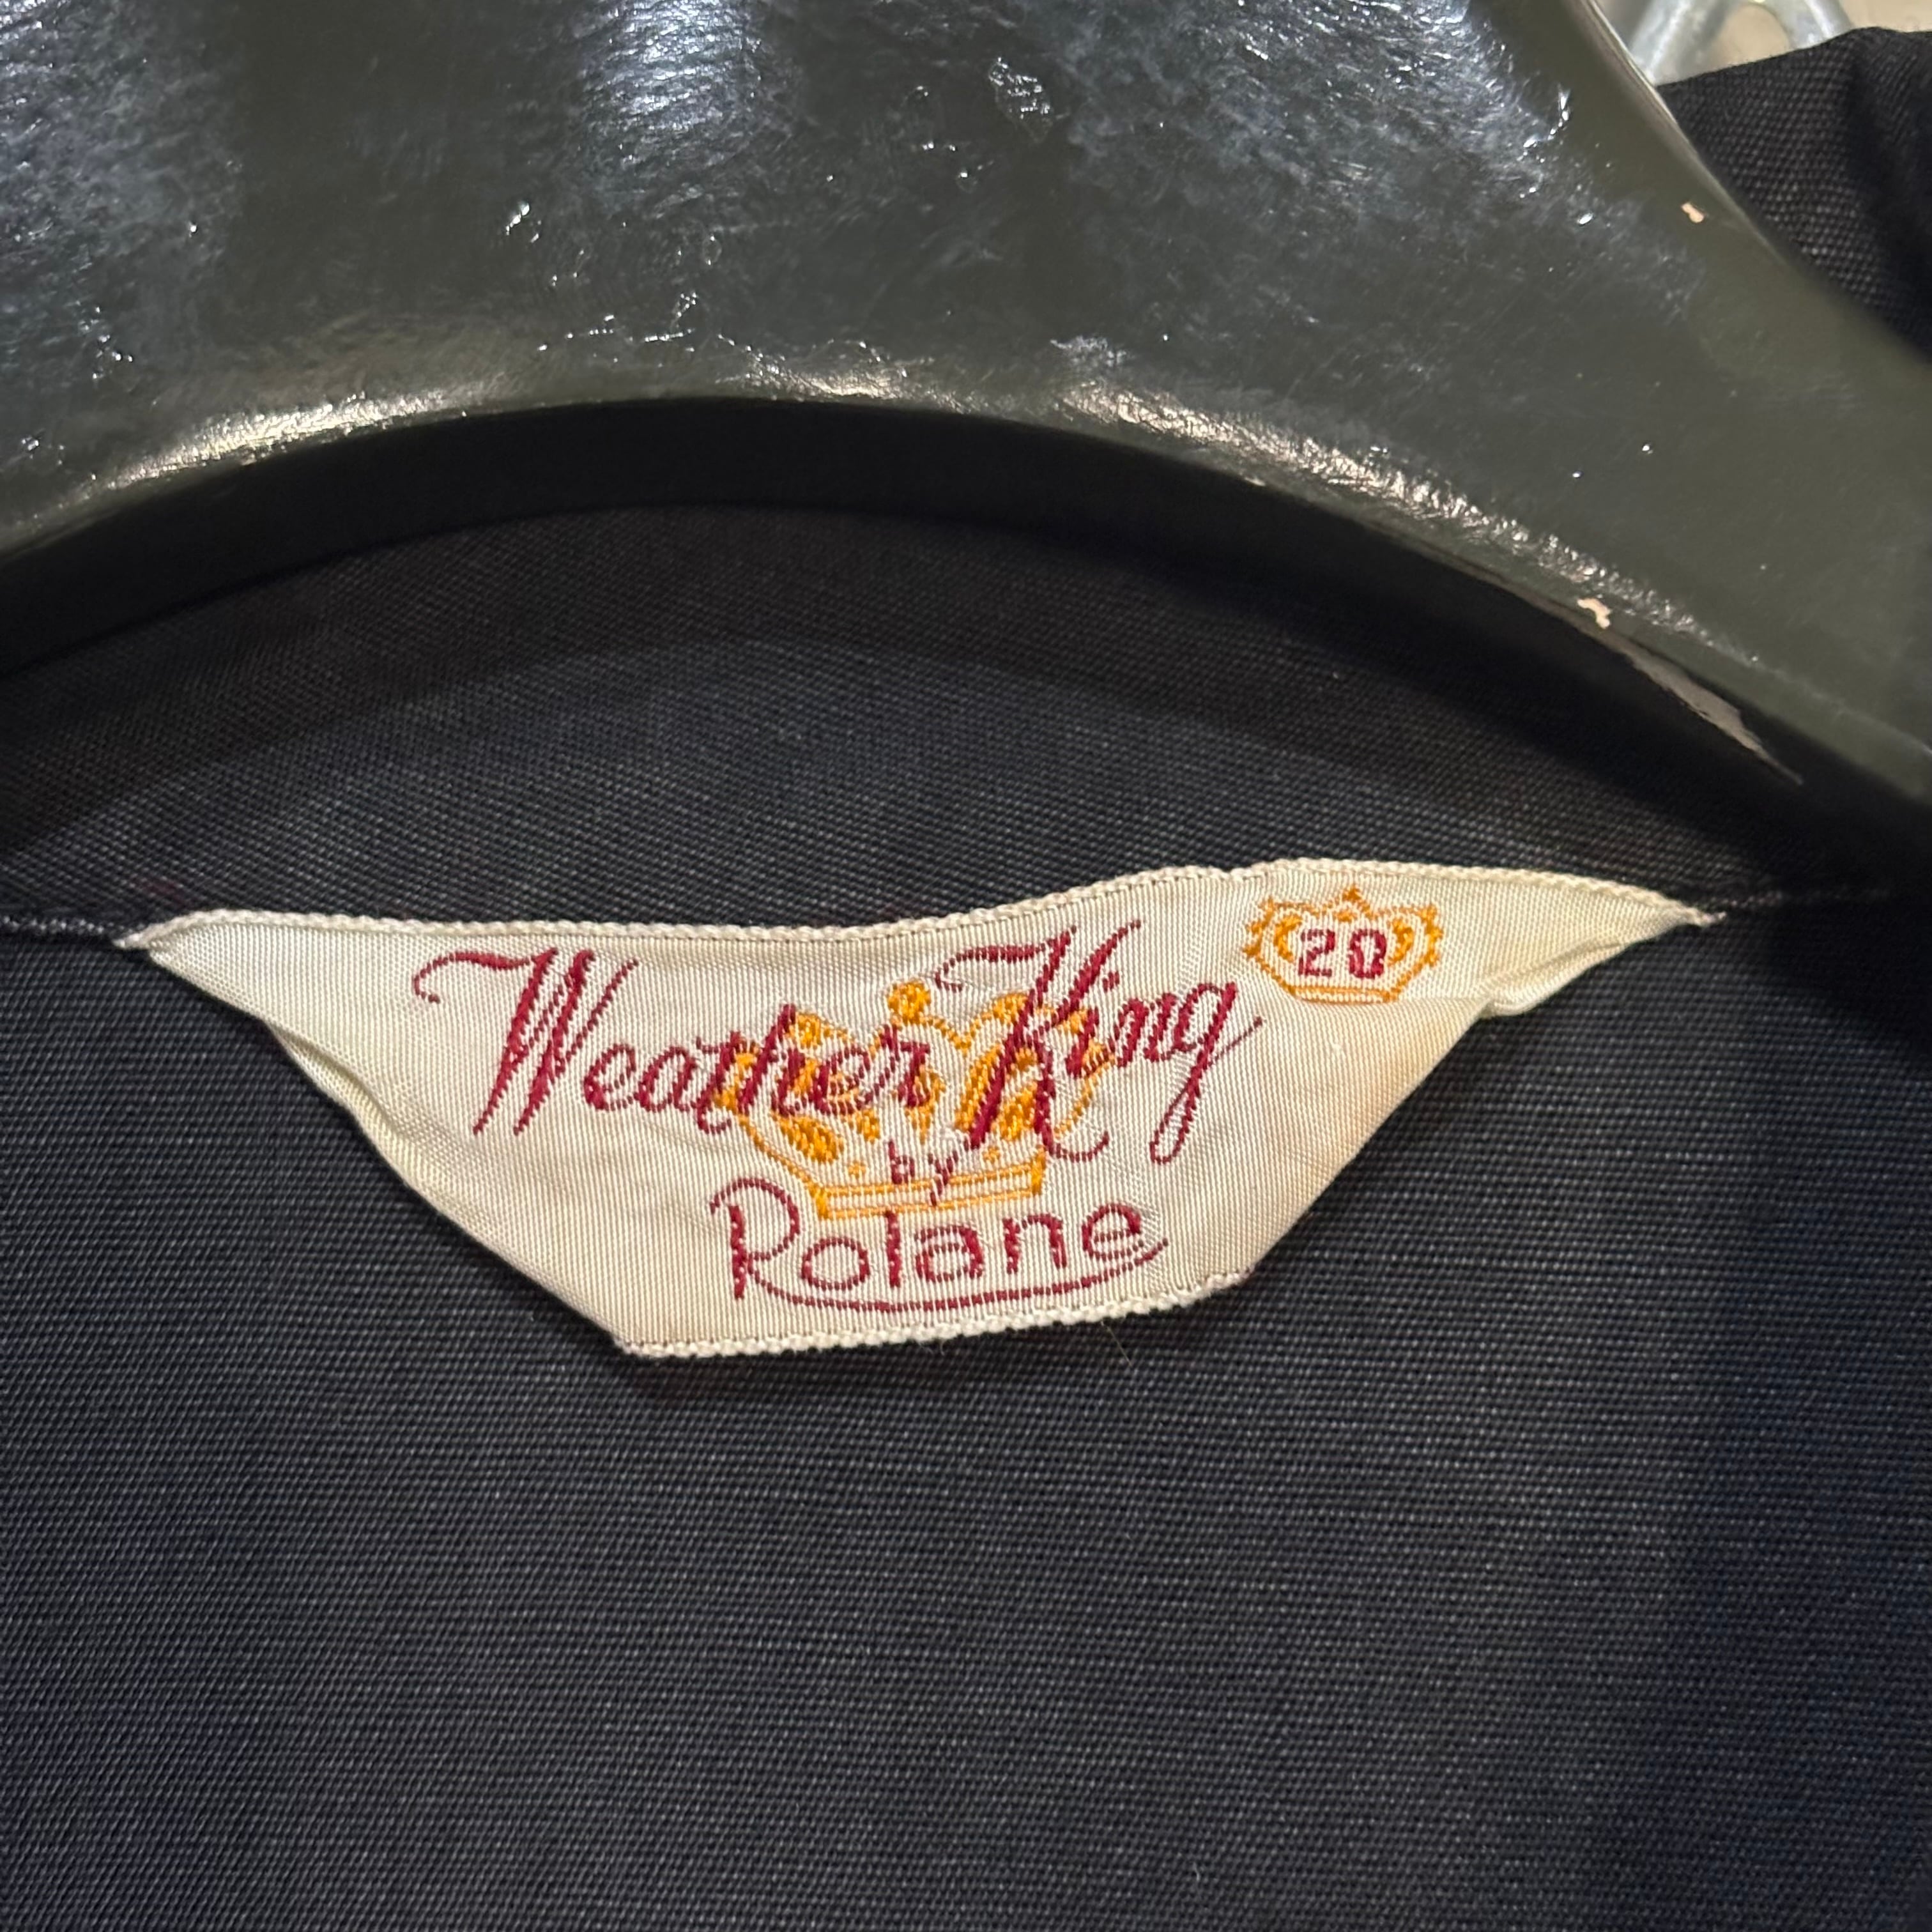 Weather King
20
by
Rolane